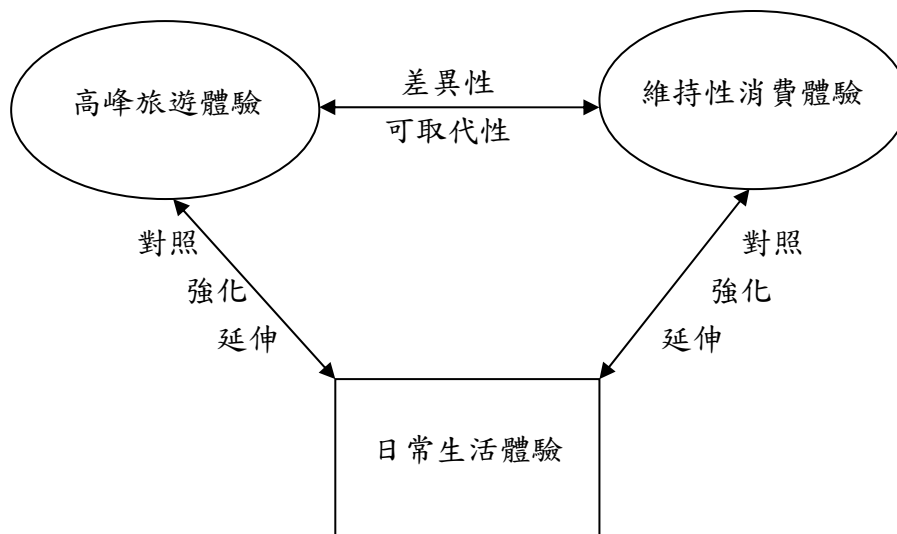 高峰旅遊體驗
差異性
可取代性
維持性消費體驗
對照
強化
延伸
對照
強化
延伸
日常生活體驗